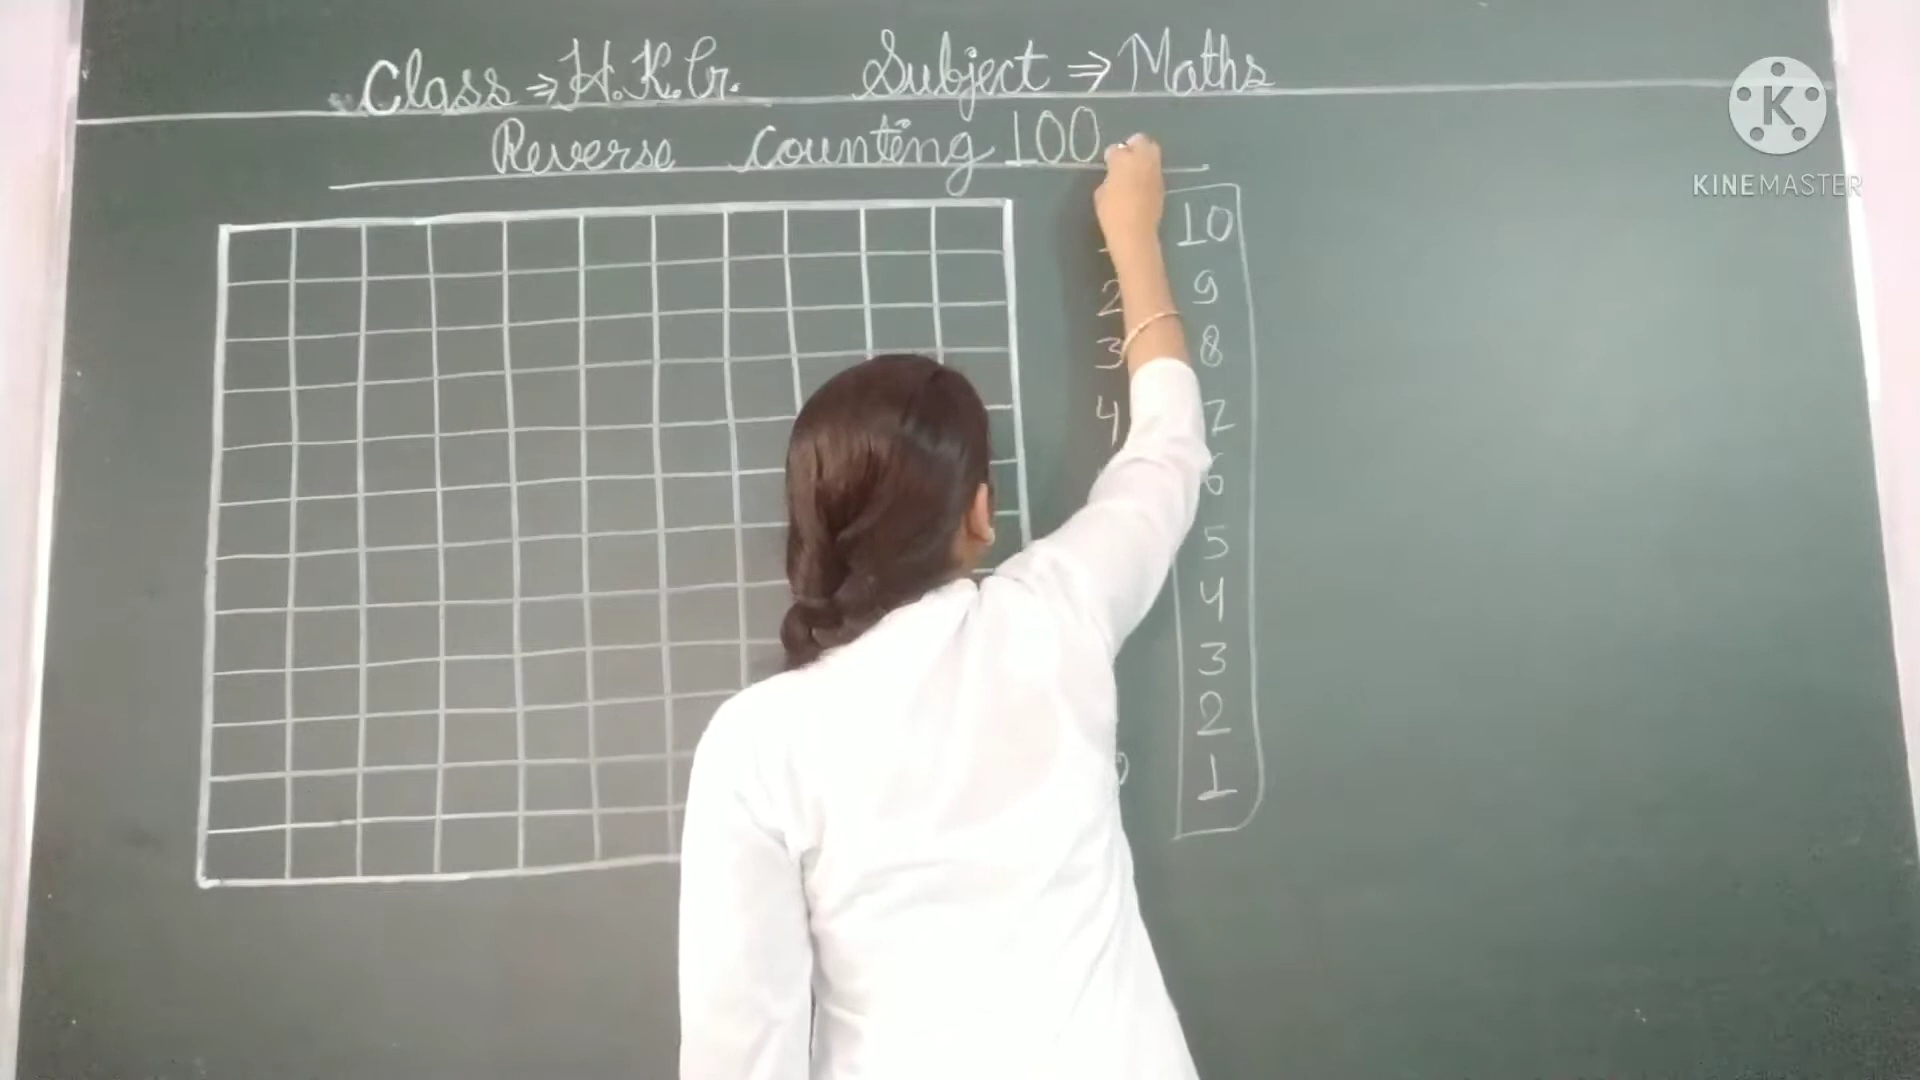 Class ⇒ H.K.G. Subject ⇒ Maths
Reverse counting 100
K
KINEMASTER
10
2 9
3 8
4 7
6
5
4
3
2
1